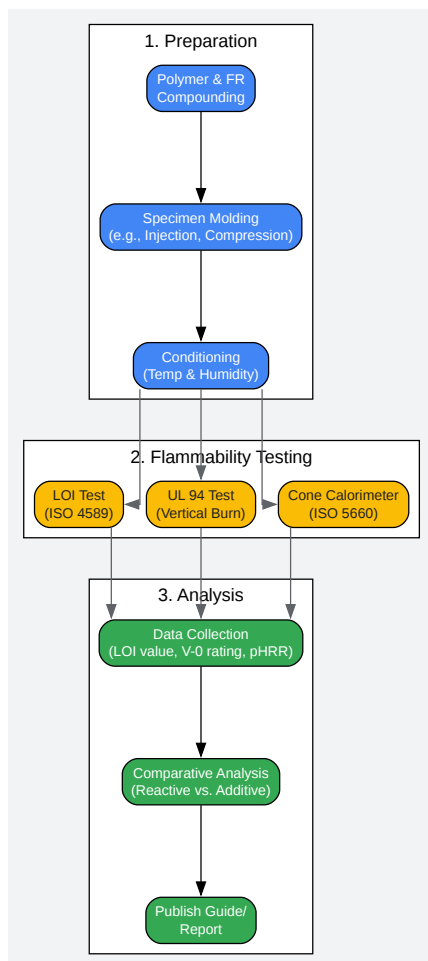 1. Preparation
Polymer & FR
Compounding
Specimen Molding
(e.g., Injection, Compression)
Conditioning
(Temp & Humidity)
2. Flammability Testing
LOI Test
(ISO 4589)
UL 94 Test
(Vertical Burn)
Cone Calorimeter
(ISO 5660)
3. Analysis
Data Collection
(LOI value, V-0 rating, pHRR)
Comparative Analysis
(Reactive vs. Additive)
Publish Guide/
Report